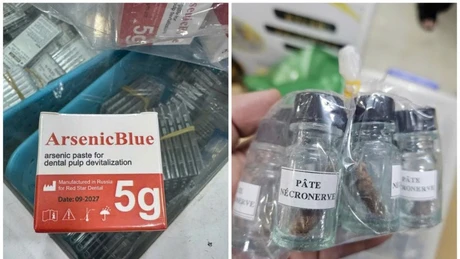 ArsenicBlue
arsenic paste for
dental pulp devitalization
Manufactured in Russia
for Red Star Dental
Date: 09-2027
5g
5g
PÂTE
NÉCRONERVE
PÂTE